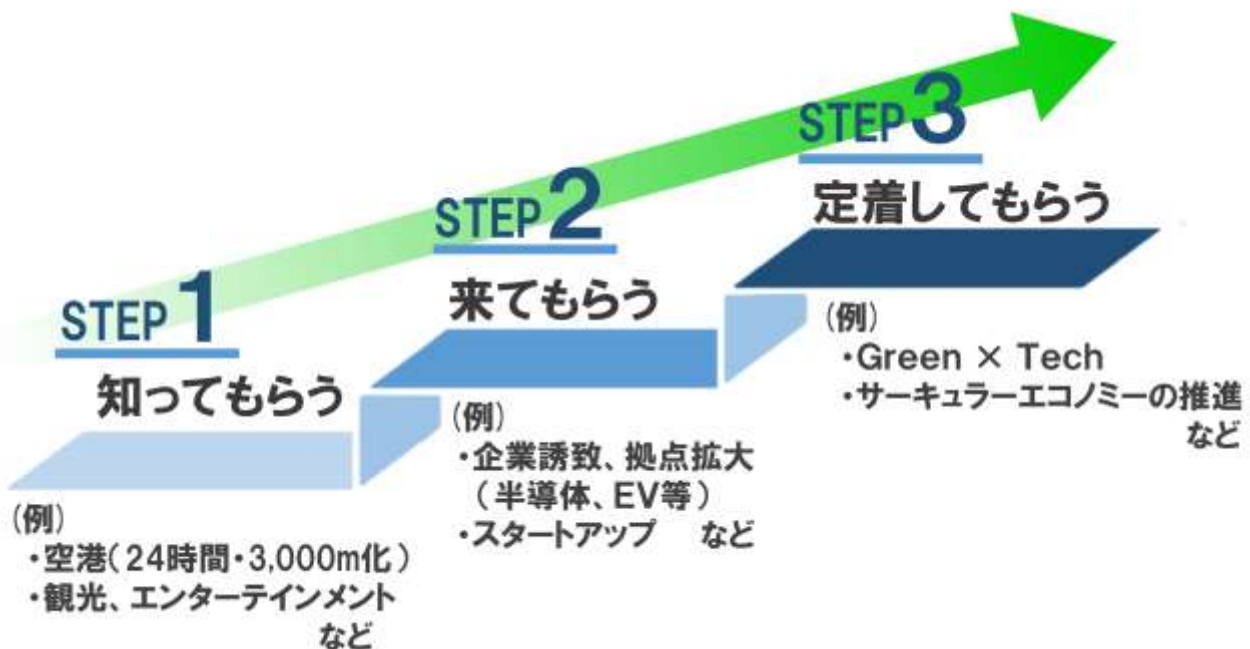 STEP 1
知ってもらう
(例)
・空港(24時間・3,000m化)
・観光、エンターテインメント
など
STEP 2
来てもらう
(例)
・企業誘致、拠点拡大
(半導体、EV等)
・スタートアップ など
STEP 3
定着してもらう
(例)
・Green × Tech
・サーキュラーエコノミーの推進
など